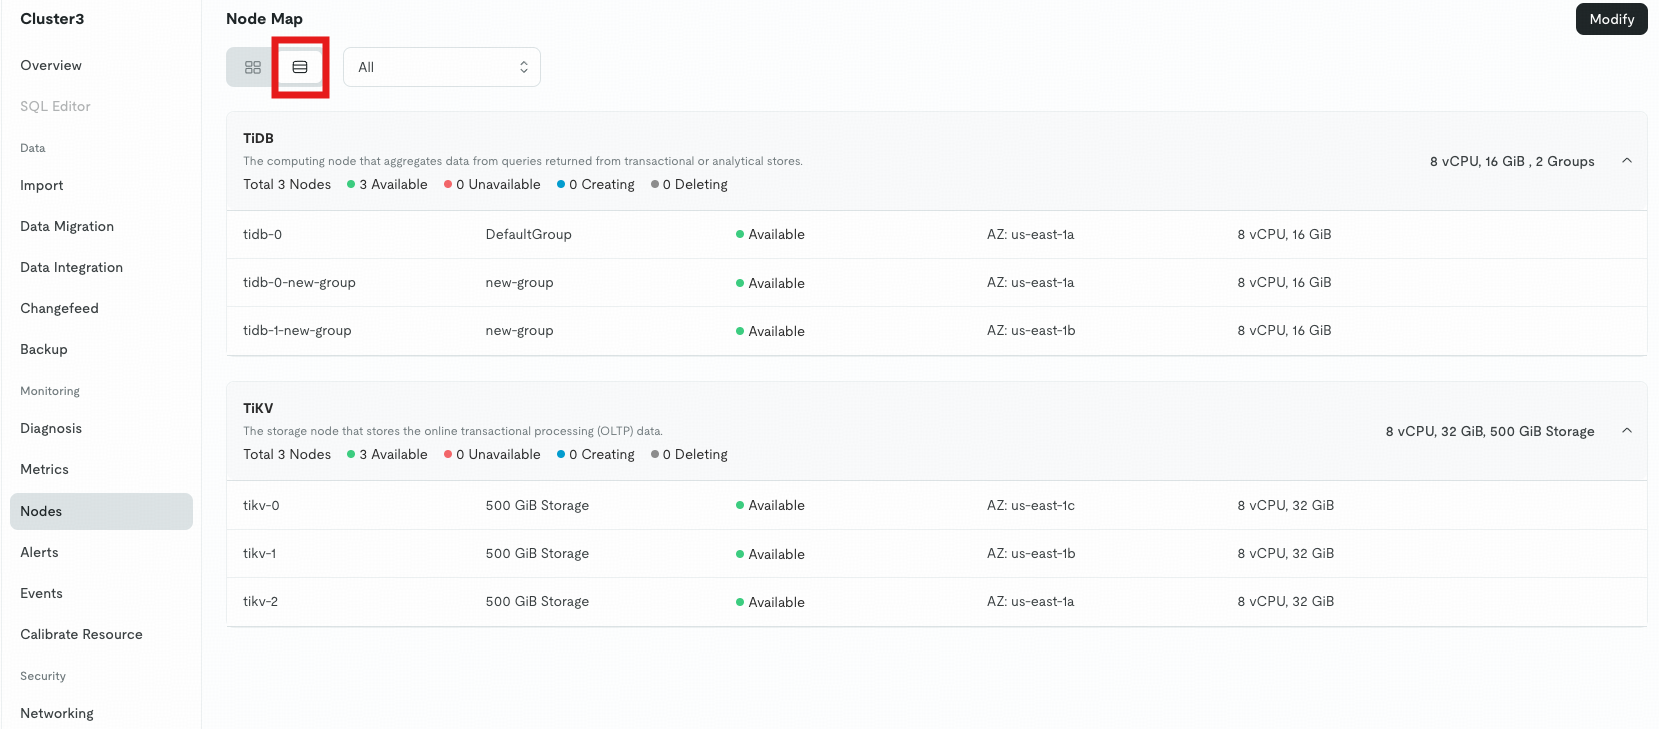 Cluster3
Overview
SQL Editor
Data
Import
Data Migration
Data Integration
Changefeed
Backup
Monitoring
Diagnosis
Metrics
Nodes
Alerts
Events
Calibrate Resource
Security
Networking
Node Map
Modify
All
TiDB
The computing node that aggregates data from queries returned from transactional or analytical stores.
Total 3 Nodes 3 Available 0 Unavailable 0 Creating 0 Deleting
8 vCPU, 16 GiB , 2 Groups
tidb-0 DefaultGroup Available AZ: us-east-1a 8 vCPU, 16 GiB
tidb-0-new-group new-group Available AZ: us-east-1a 8 vCPU, 16 GiB
tidb-1-new-group new-group Available AZ: us-east-1b 8 vCPU, 16 GiB
TiKV
The storage node that stores the online transactional processing (OLTP) data.
Total 3 Nodes 3 Available 0 Unavailable 0 Creating 0 Deleting
8 vCPU, 32 GiB, 500 GiB Storage
tikv-0 500 GiB Storage Available AZ: us-east-1c 8 vCPU, 32 GiB
tikv-1 500 GiB Storage Available AZ: us-east-1b 8 vCPU, 32 GiB
tikv-2 500 GiB Storage Available AZ: us-east-1a 8 vCPU, 32 GiB